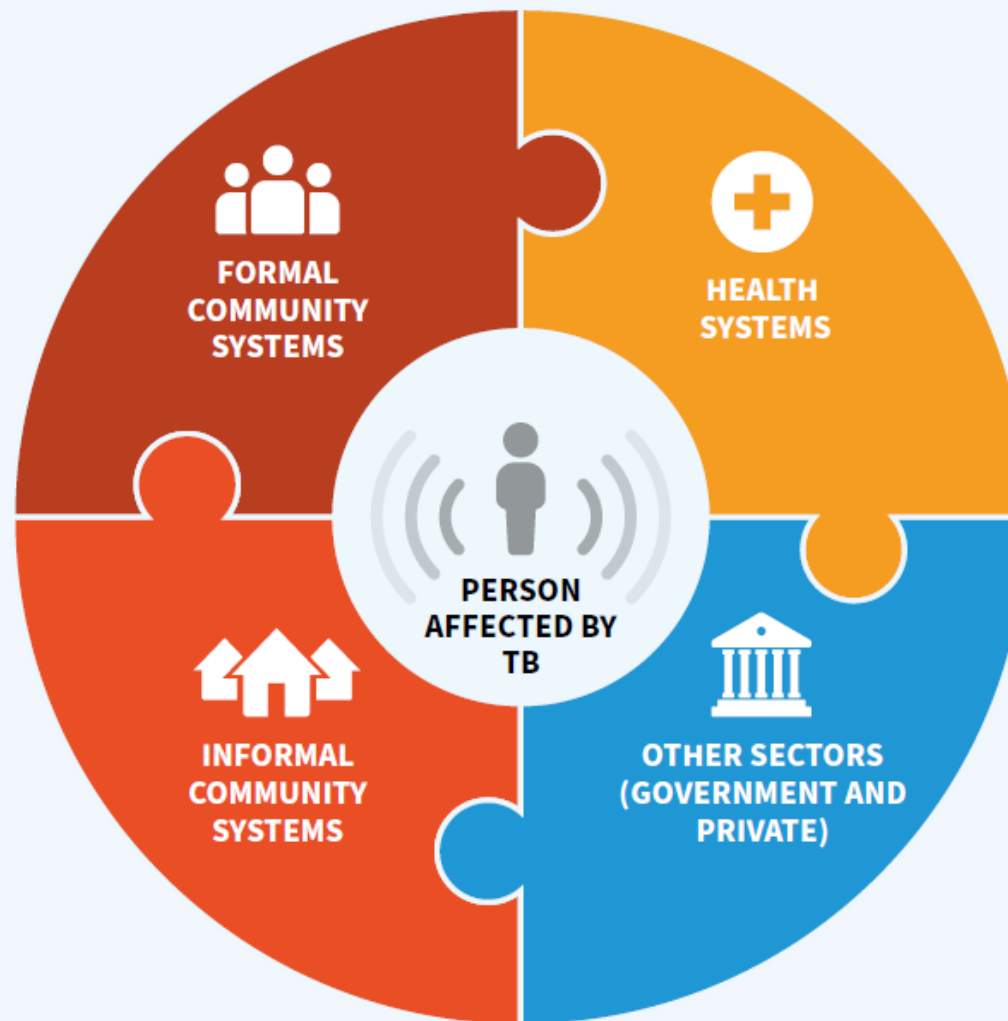 FORMAL
COMMUNITY
SYSTEMS
HEALTH
SYSTEMS
PERSON
AFFECTED BY
TB
INFORMAL
COMMUNITY
SYSTEMS
OTHER SECTORS
(GOVERNMENT AND
PRIVATE)